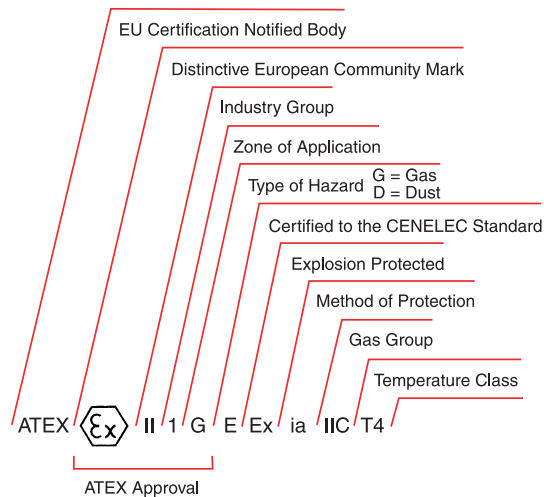 EU Certification Notified Body
Distinctive European Community Mark
Industry Group
Zone of Application
Type of Hazard G = Gas
D = Dust
Certified to the CENELEC Standard
Explosion Protected
Method of Protection
Gas Group
Temperature Class
ATEX Ex II 1 G E Ex ia IIC T4
ATEX Approval